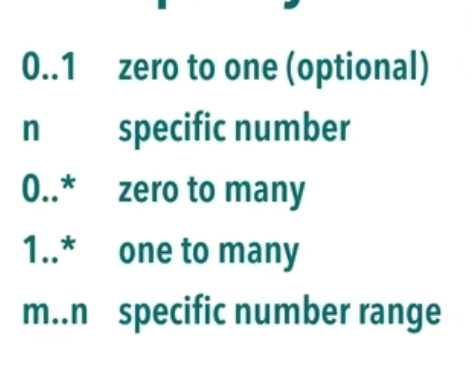 0..1 zero to one (optional)
n specific number
0..* zero to many
1..* one to many
m..n specific number range